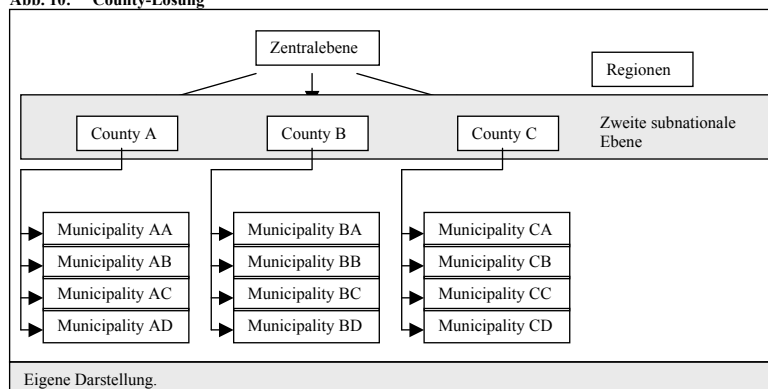 Abb. 10: County-Lösung
Zentralebene
Regionen
County A
County B
County C
Zweite subnationale
Ebene
Municipality AA
Municipality BA
Municipality CA
Municipality AB
Municipality BB
Municipality CB
Municipality AC
Municipality BC
Municipality CC
Municipality AD
Municipality BD
Municipality CD
Eigene Darstellung.